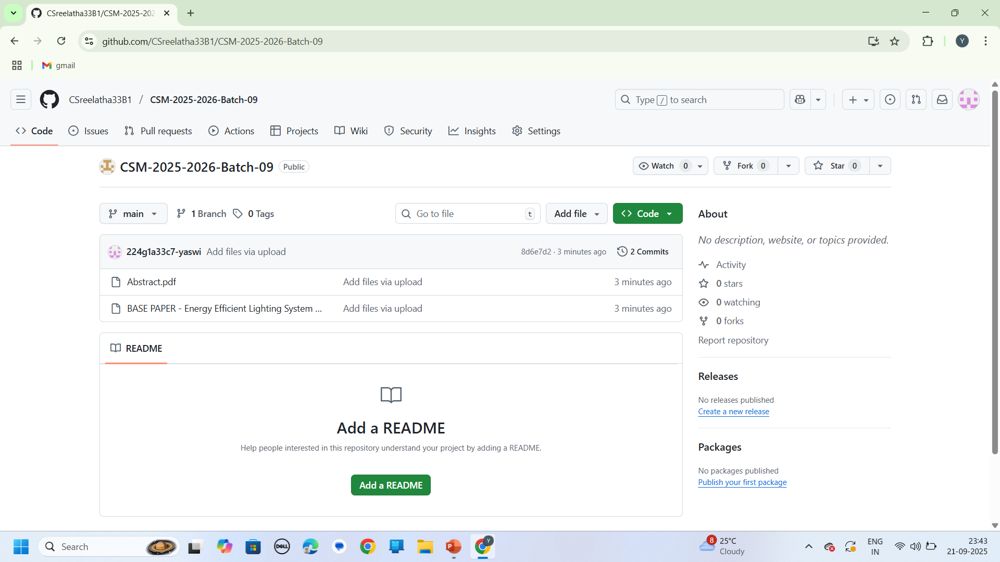 CSreelatha33B1/CSM-2025-202
github.com/CSreelatha33B1/CSM-2025-2026-Batch-09
Y
gmail
CSreelatha33B1 / CSM-2025-2026-Batch-09
Type / to search
Code Issues Pull requests Actions Projects Wiki Security Insights Settings
CSM-2025-2026-Batch-09 Public
Watch 0 Fork 0 Star 0
main 1 Branch 0 Tags
Go to file t Add file Code
224g1a33c7-yaswi Add files via upload 8d6e7d2 · 3 minutes ago 2 Commits
Abstract.pdf Add files via upload 3 minutes ago
BASE PAPER - Energy Efficient Lighting System ... Add files via upload 3 minutes ago
README
Add a README
Help people interested in this repository understand your project by adding a README.
Add a README
About
No description, website, or topics provided.
Activity
0 stars
0 watching
0 forks
Report repository
Releases
No releases published
Create a new release
Packages
No packages published
Publish your first package
Search
DELL
P
Y
8
25°C
Cloudy
ENG
IN
23:43
21-09-2025